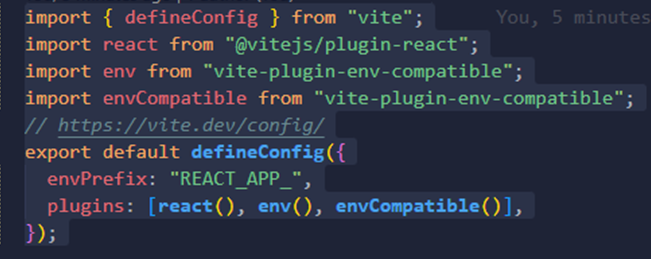 import { defineConfig } from "vite";     You, 5 minutes
import react from "@vitejs/plugin-react";
import env from "vite-plugin-env-compatible";
import envCompatible from "vite-plugin-env-compatible";
// https://vite.dev/config/
export default defineConfig({
  envPrefix: "REACT_APP_",
  plugins: [react(), env(), envCompatible()],
});